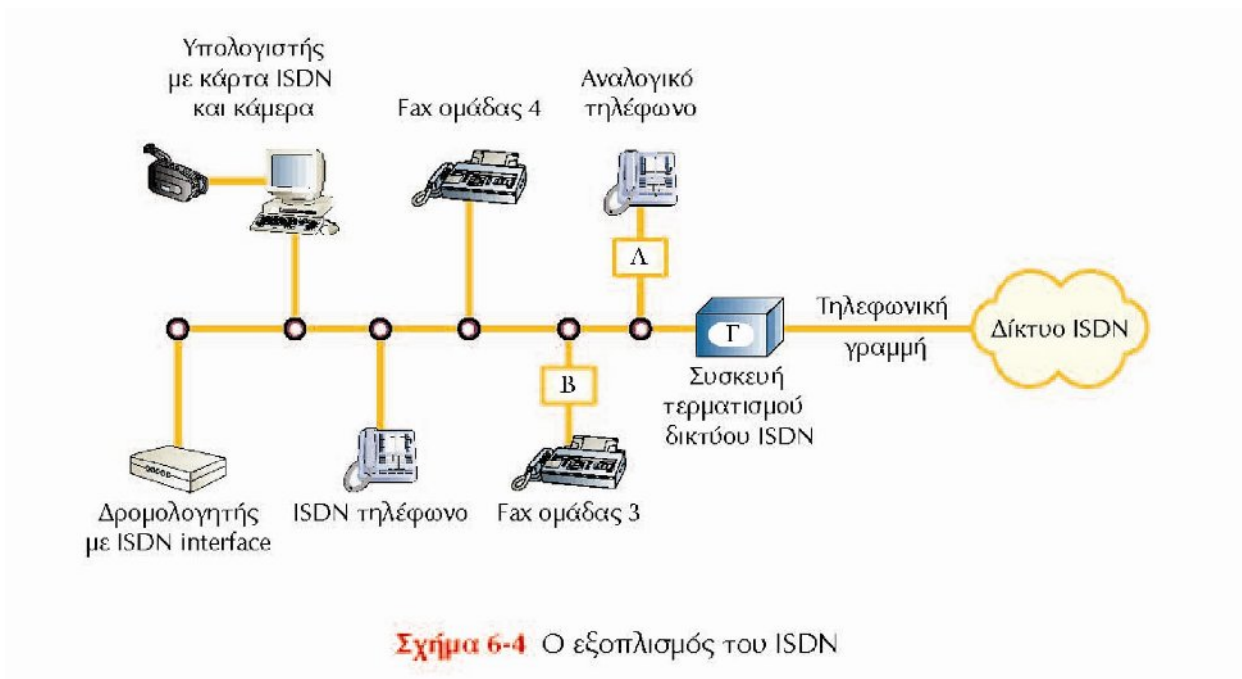 Υπολογιστής
με κάρτα ISDN
και κάμερα
Fax ομάδας 4
Αναλογικό
τηλέφωνο
Λ
Β
Γ
Τηλεφωνική
γραμμή
Δίκτυο ISDN
Συσκευή
τερματισμού
δικτύου ISDN
Δρομολογητής
με ISDN interface
ISDN τηλέφωνο
Fax ομάδας 3
Σχήμα 6-4 Ο εξοπλισμός του ISDN